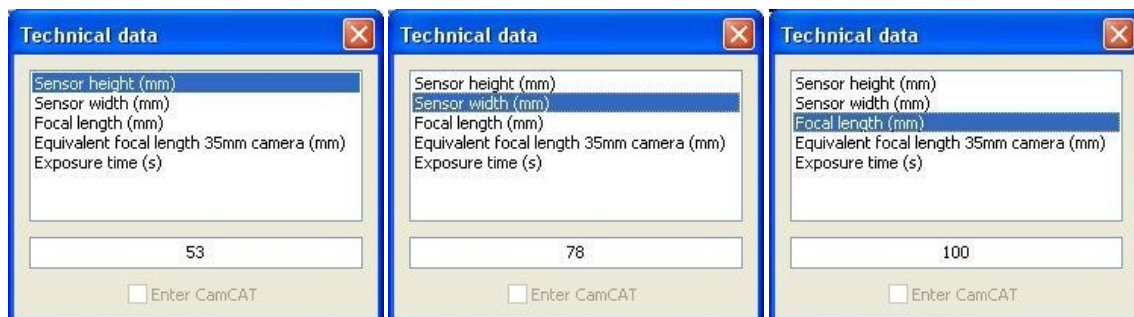 Technical data
Sensor height (mm)
Sensor width (mm)
Focal length (mm)
Equivalent focal length 35mm camera (mm)
Exposure time (s)
53
Enter CamCAT
Technical data
Sensor height (mm)
Sensor width (mm)
Focal length (mm)
Equivalent focal length 35mm camera (mm)
Exposure time (s)
78
Enter CamCAT
Technical data
Sensor height (mm)
Sensor width (mm)
Focal length (mm)
Equivalent focal length 35mm camera (mm)
Exposure time (s)
100
Enter CamCAT